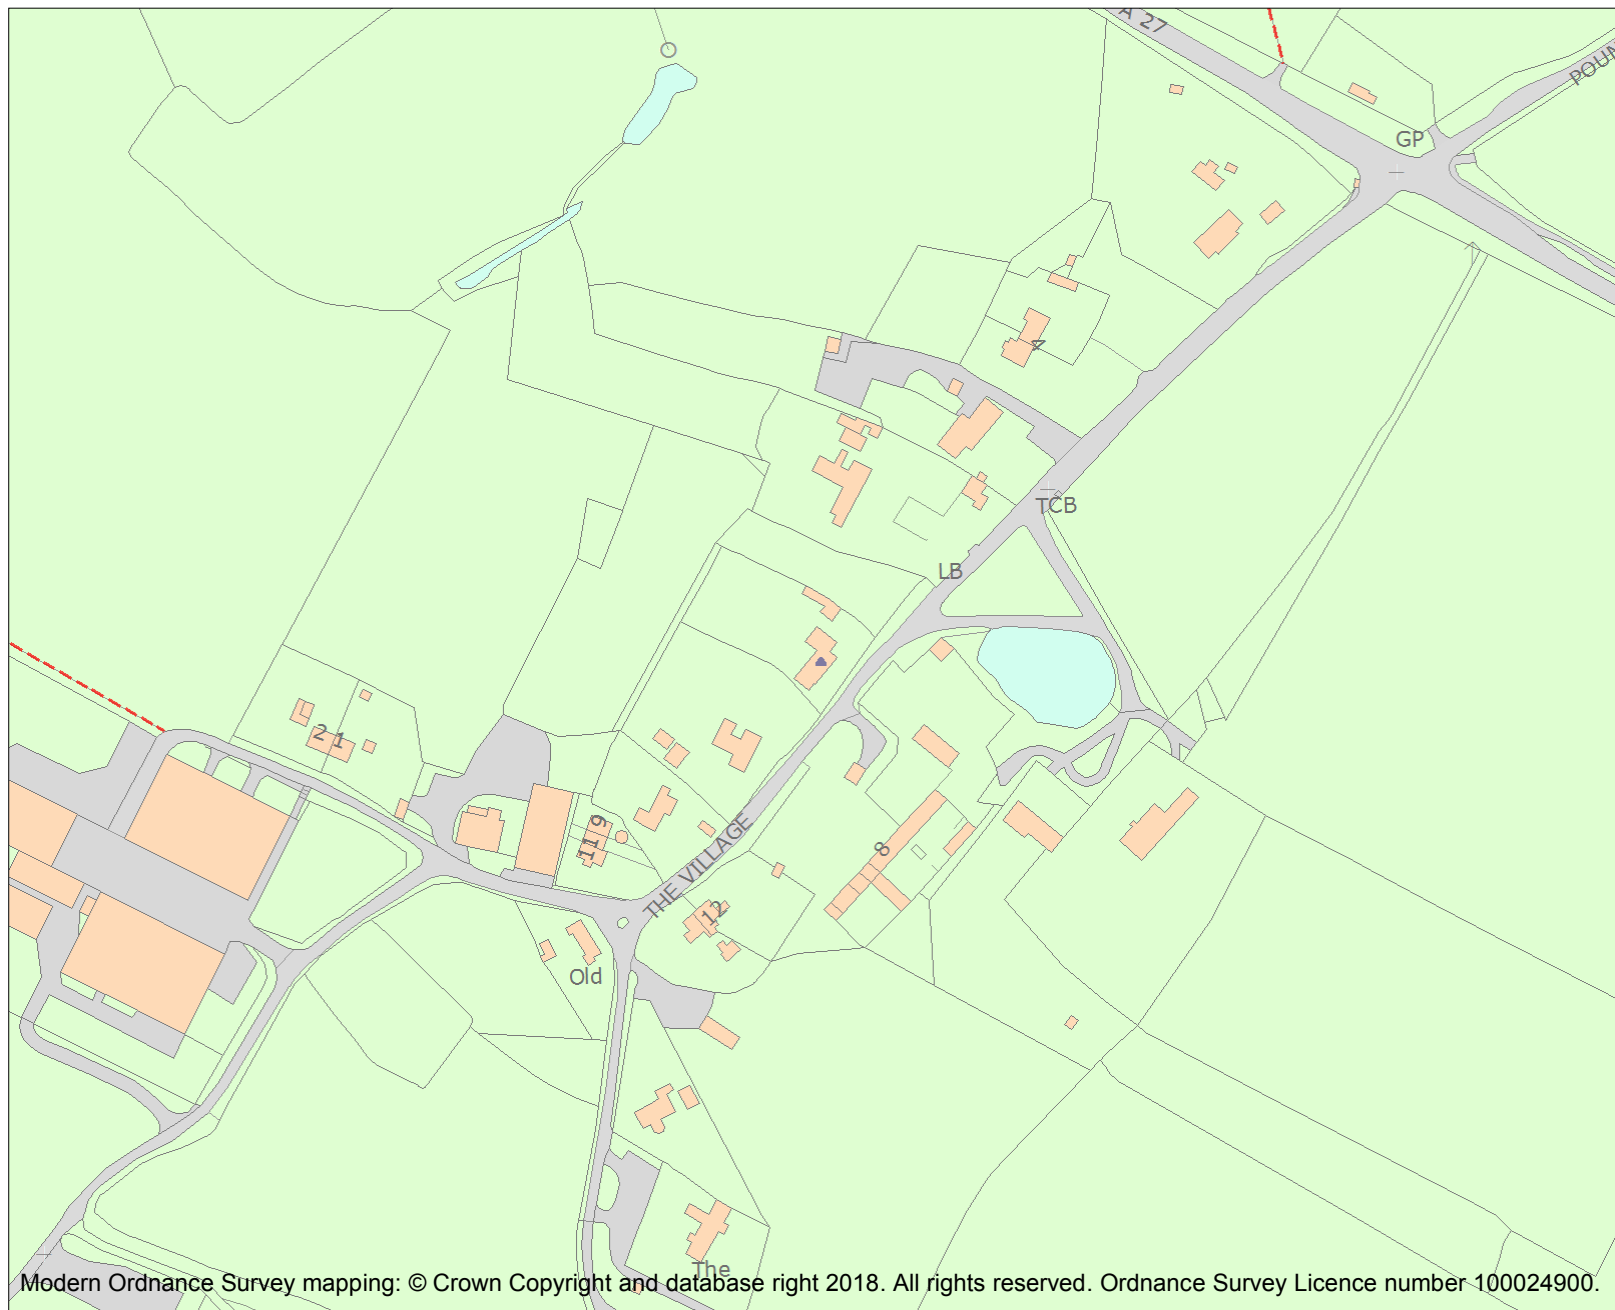 A 27
POUN
GP
4
TCB
LB
2 1
9
11
8
THE VILLAGE
12
Old
The
Modern Ordnance Survey mapping: © Crown Copyright and database right 2018. All rights reserved. Ordnance Survey Licence number 100024900.